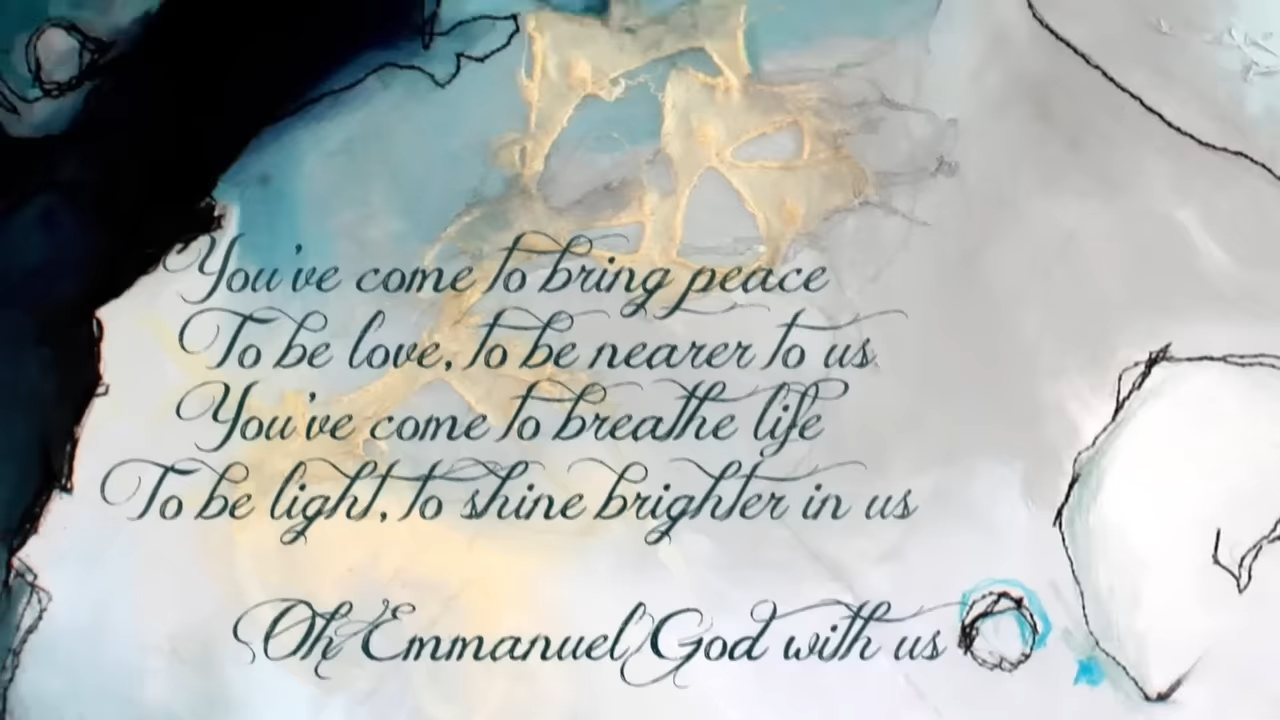 You've come to bring peace
To be love, to be nearer to us
You've come to breathe life
To be light, to shine brighter in us
Oh Emmanuel God with us